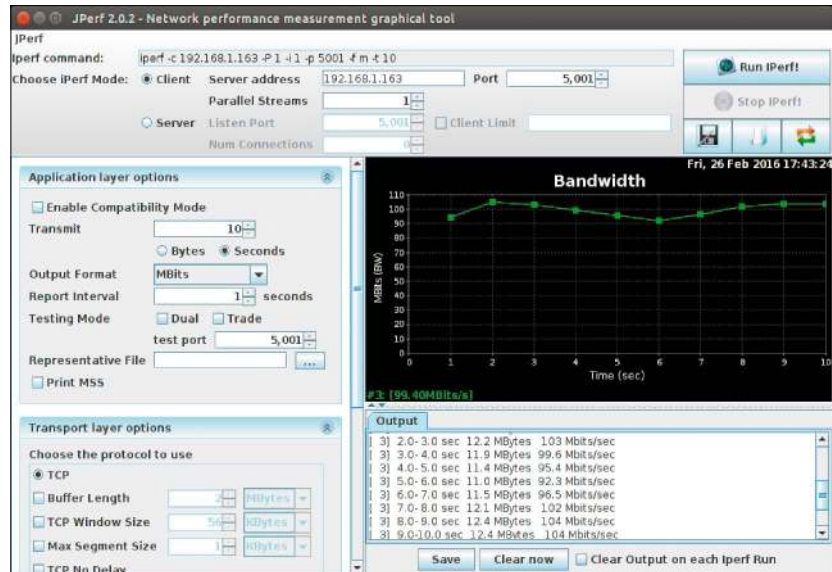 JPerf 2.0.2 - Network performance measurement graphical tool
JPerf
Iperf command: iperf -c 192.168.1.163 -P 1 -i 1 -p 5001 -f m -t 10
Choose iPerf Mode: Client Server address 192.168.1.163 Port 5,001
Parallel Streams 1
Server Listen Port 5,001 Client Limit
Num Connections 0
Run IPerf!
Stop IPerf!
Application layer options
Enable Compatibility Mode
Transmit 10
Bytes Seconds
Output Format MBits
Report Interval 1 seconds
Testing Mode Dual Trade
test port 5,001
Representative File ...
Print MSS
Transport layer options
Choose the protocol to use
TCP
Buffer Length 2 MBytes
TCP Window Size 56 KBytes
Max Segment Size 1 KBytes
TCP No Delay
Fri, 26 Feb 2016 17:43:24
Bandwidth
MBits (BW)
110
100
90
80
70
60
50
40
30
20
10
0
0 1 2 3 4 5 6 7 8 9 10
Time (sec)
#3: [99.40MBits/s]
Output
[ 3] 2.0- 3.0 sec 12.2 MBytes 103 Mbits/sec
[ 3] 3.0- 4.0 sec 11.9 MBytes 99.6 Mbits/sec
[ 3] 4.0- 5.0 sec 11.4 MBytes 95.4 Mbits/sec
[ 3] 5.0- 6.0 sec 11.0 MBytes 92.3 Mbits/sec
[ 3] 6.0- 7.0 sec 11.5 MBytes 96.5 Mbits/sec
[ 3] 7.0- 8.0 sec 12.1 MBytes 102 Mbits/sec
[ 3] 8.0- 9.0 sec 12.4 MBytes 104 Mbits/sec
[ 3] 9.0-10.0 sec 12.4 MBytes 104 Mbits/sec
Save Clear now Clear Output on each Iperf Run